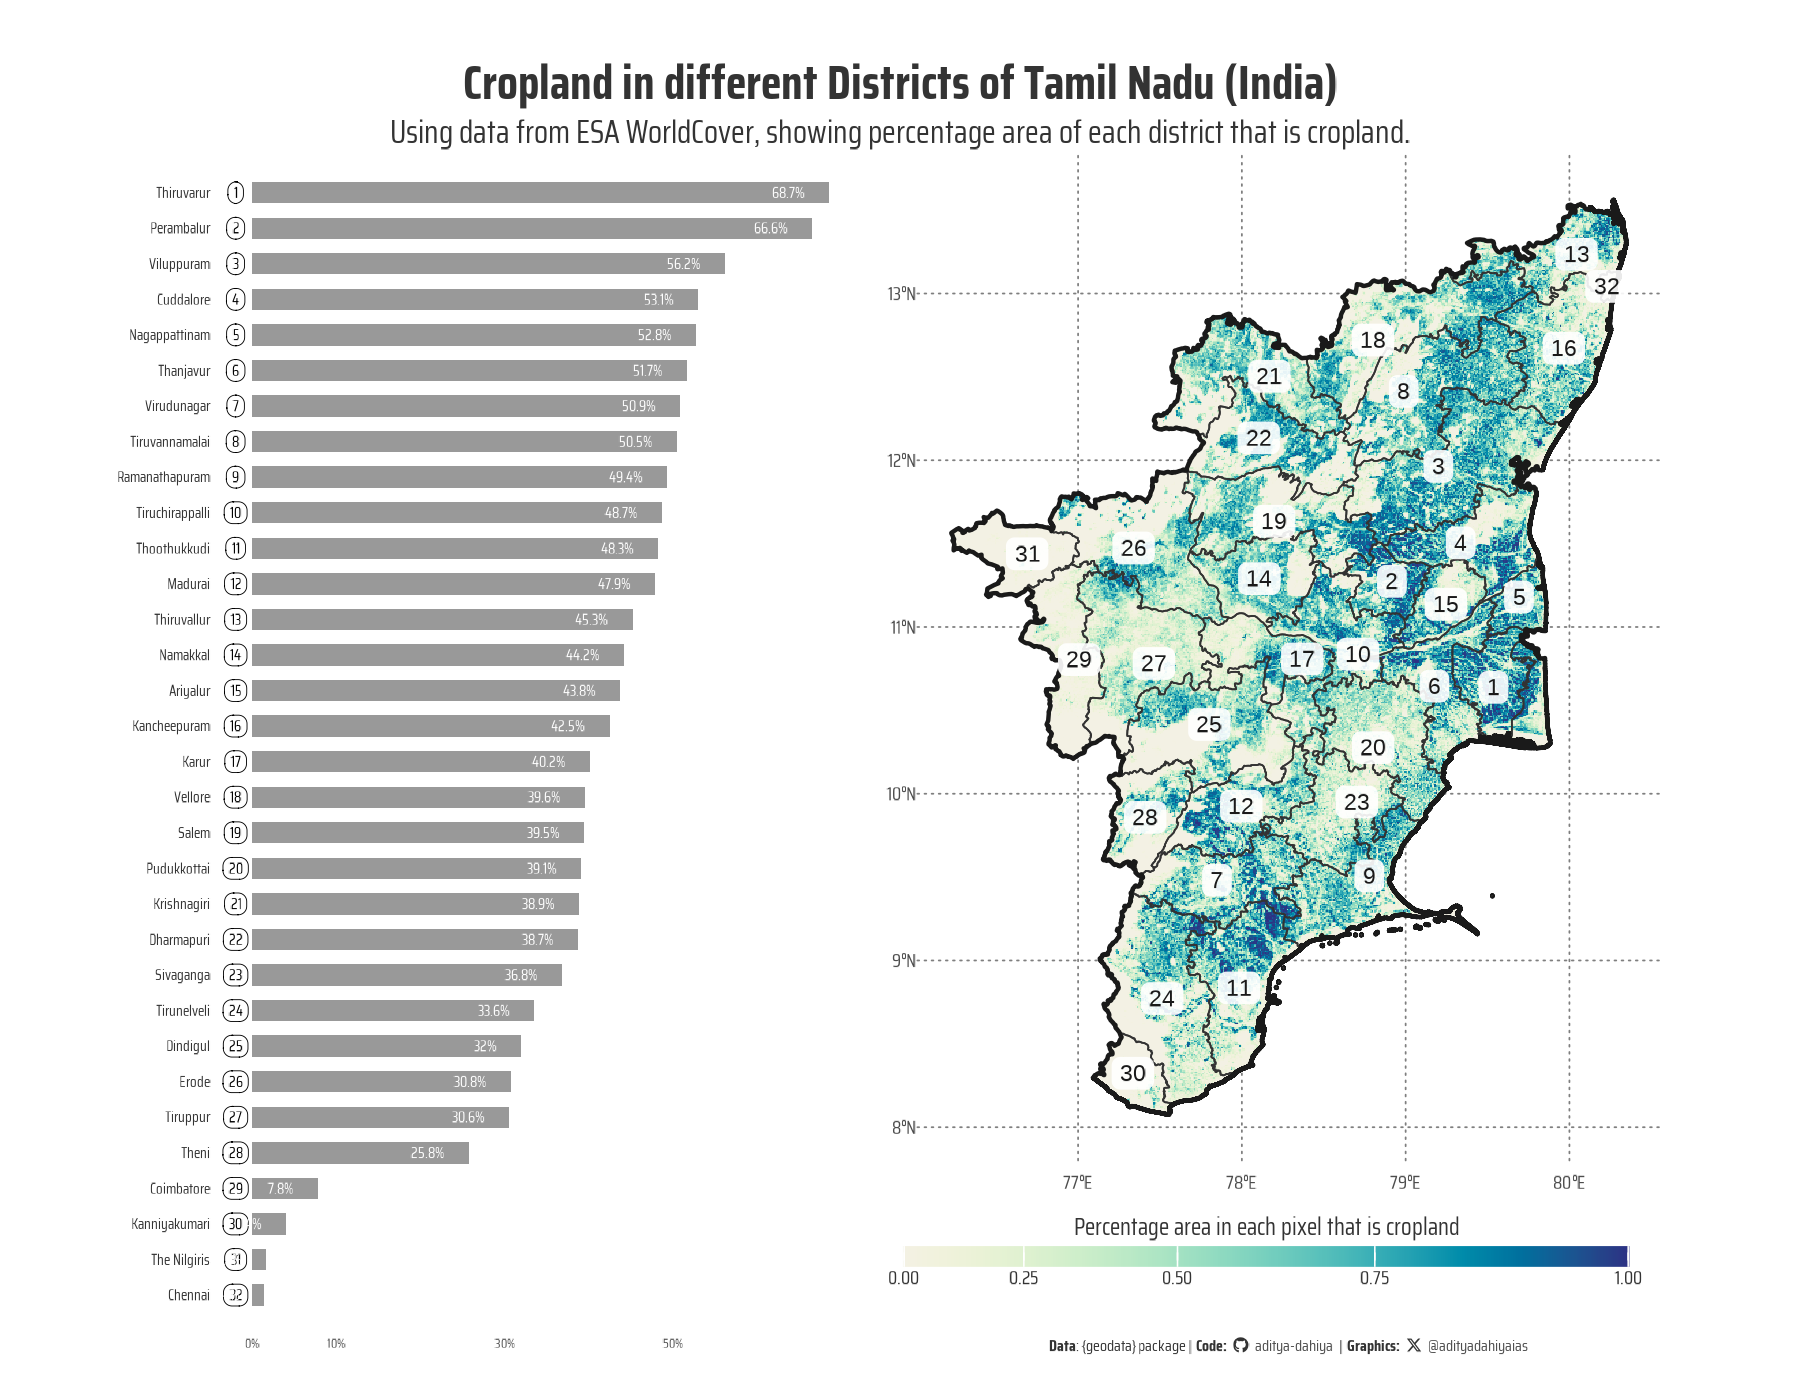 Cropland in different Districts of Tamil Nadu (India)
Using data from ESA WorldCover, showing percentage area of each district that is cropland.
Thiruvarur 1 68.7%
Perambalur 2 66.6%
Viluppuram 3 56.2%
Cuddalore 4 53.1%
Nagappattinam 5 52.8%
Thanjavur 6 51.7%
Virudunagar 7 50.9%
Tiruvannamalai 8 50.5%
Ramanathapuram 9 49.4%
Tiruchirappalli 10 48.7%
Thoothukkudi 11 48.3%
Madurai 12 47.9%
Thiruvallur 13 45.3%
Namakkal 14 44.2%
Ariyalur 15 43.8%
Kancheepuram 16 42.5%
Karur 17 40.2%
Vellore 18 39.6%
Salem 19 39.5%
Pudukkottai 20 39.1%
Krishnagiri 21 38.9%
Dharmapuri 22 38.7%
Sivaganga 23 36.8%
Tirunelveli 24 33.6%
Dindigul 25 32%
Erode 26 30.8%
Tiruppur 27 30.6%
Theni 28 25.8%
Coimbatore 29 7.8%
Kanniyakumari 30 %
The Nilgiris 31
Chennai 32
0% 10% 30% 50%
13
13°N 32
18 16
21 8
22
12°N 3
19
31 26 4
14 2
15 5
11°N
29 27 17 10
6 1
25
20
10°N 23
28 12
7 9
9°N
24 11
30
8°N
77°E 78°E 79°E 80°E
Percentage area in each pixel that is cropland
0.00 0.25 0.50 0.75 1.00
Data: {geodata} package | Code: aditya-dahiya | Graphics: @adityadahiyaias